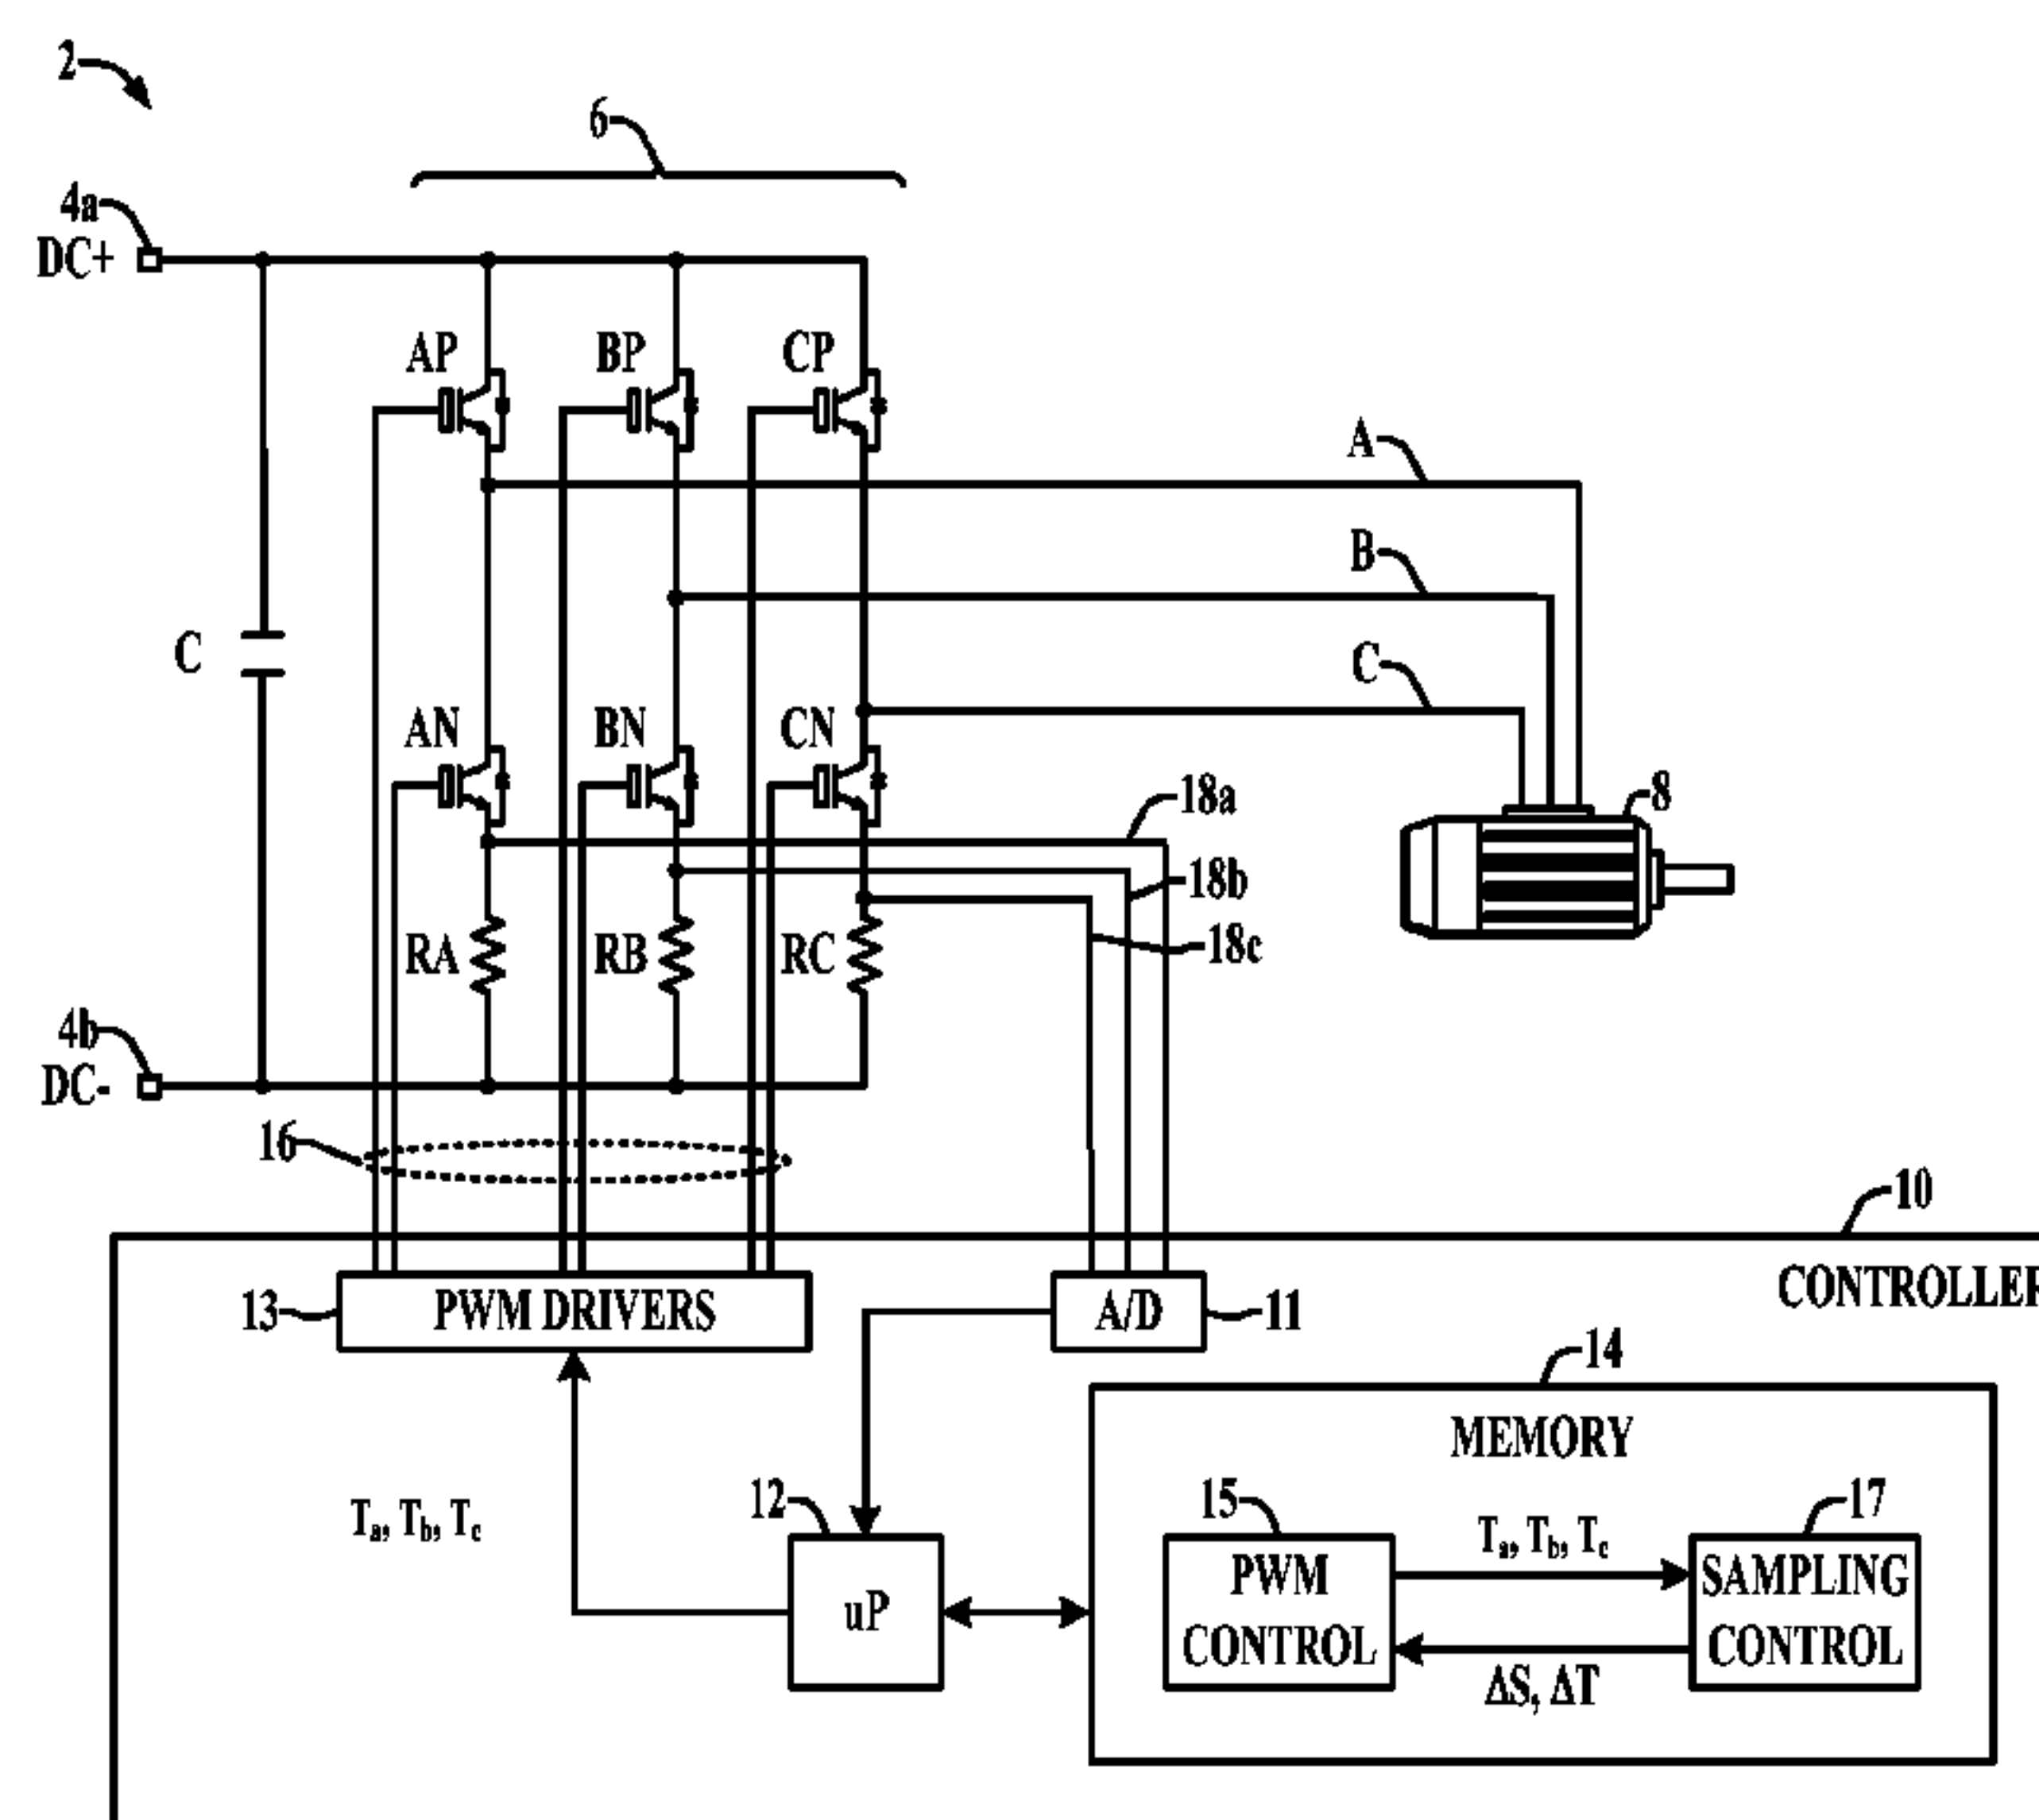 2
6
4a
DC+
AP
BP
CP
A
B
C
C
AN
BN
CN
18a
8
18b
RA
RB
RC
18c
4b
DC-
16
10
CONTROLLER
13
PWM DRIVERS
A/D
11
14
MEMORY
12
15
17
Ta, Tb, Tc
Ta, Tb, Tc
PWM
CONTROL
SAMPLING
CONTROL
uP
ΔS, ΔT